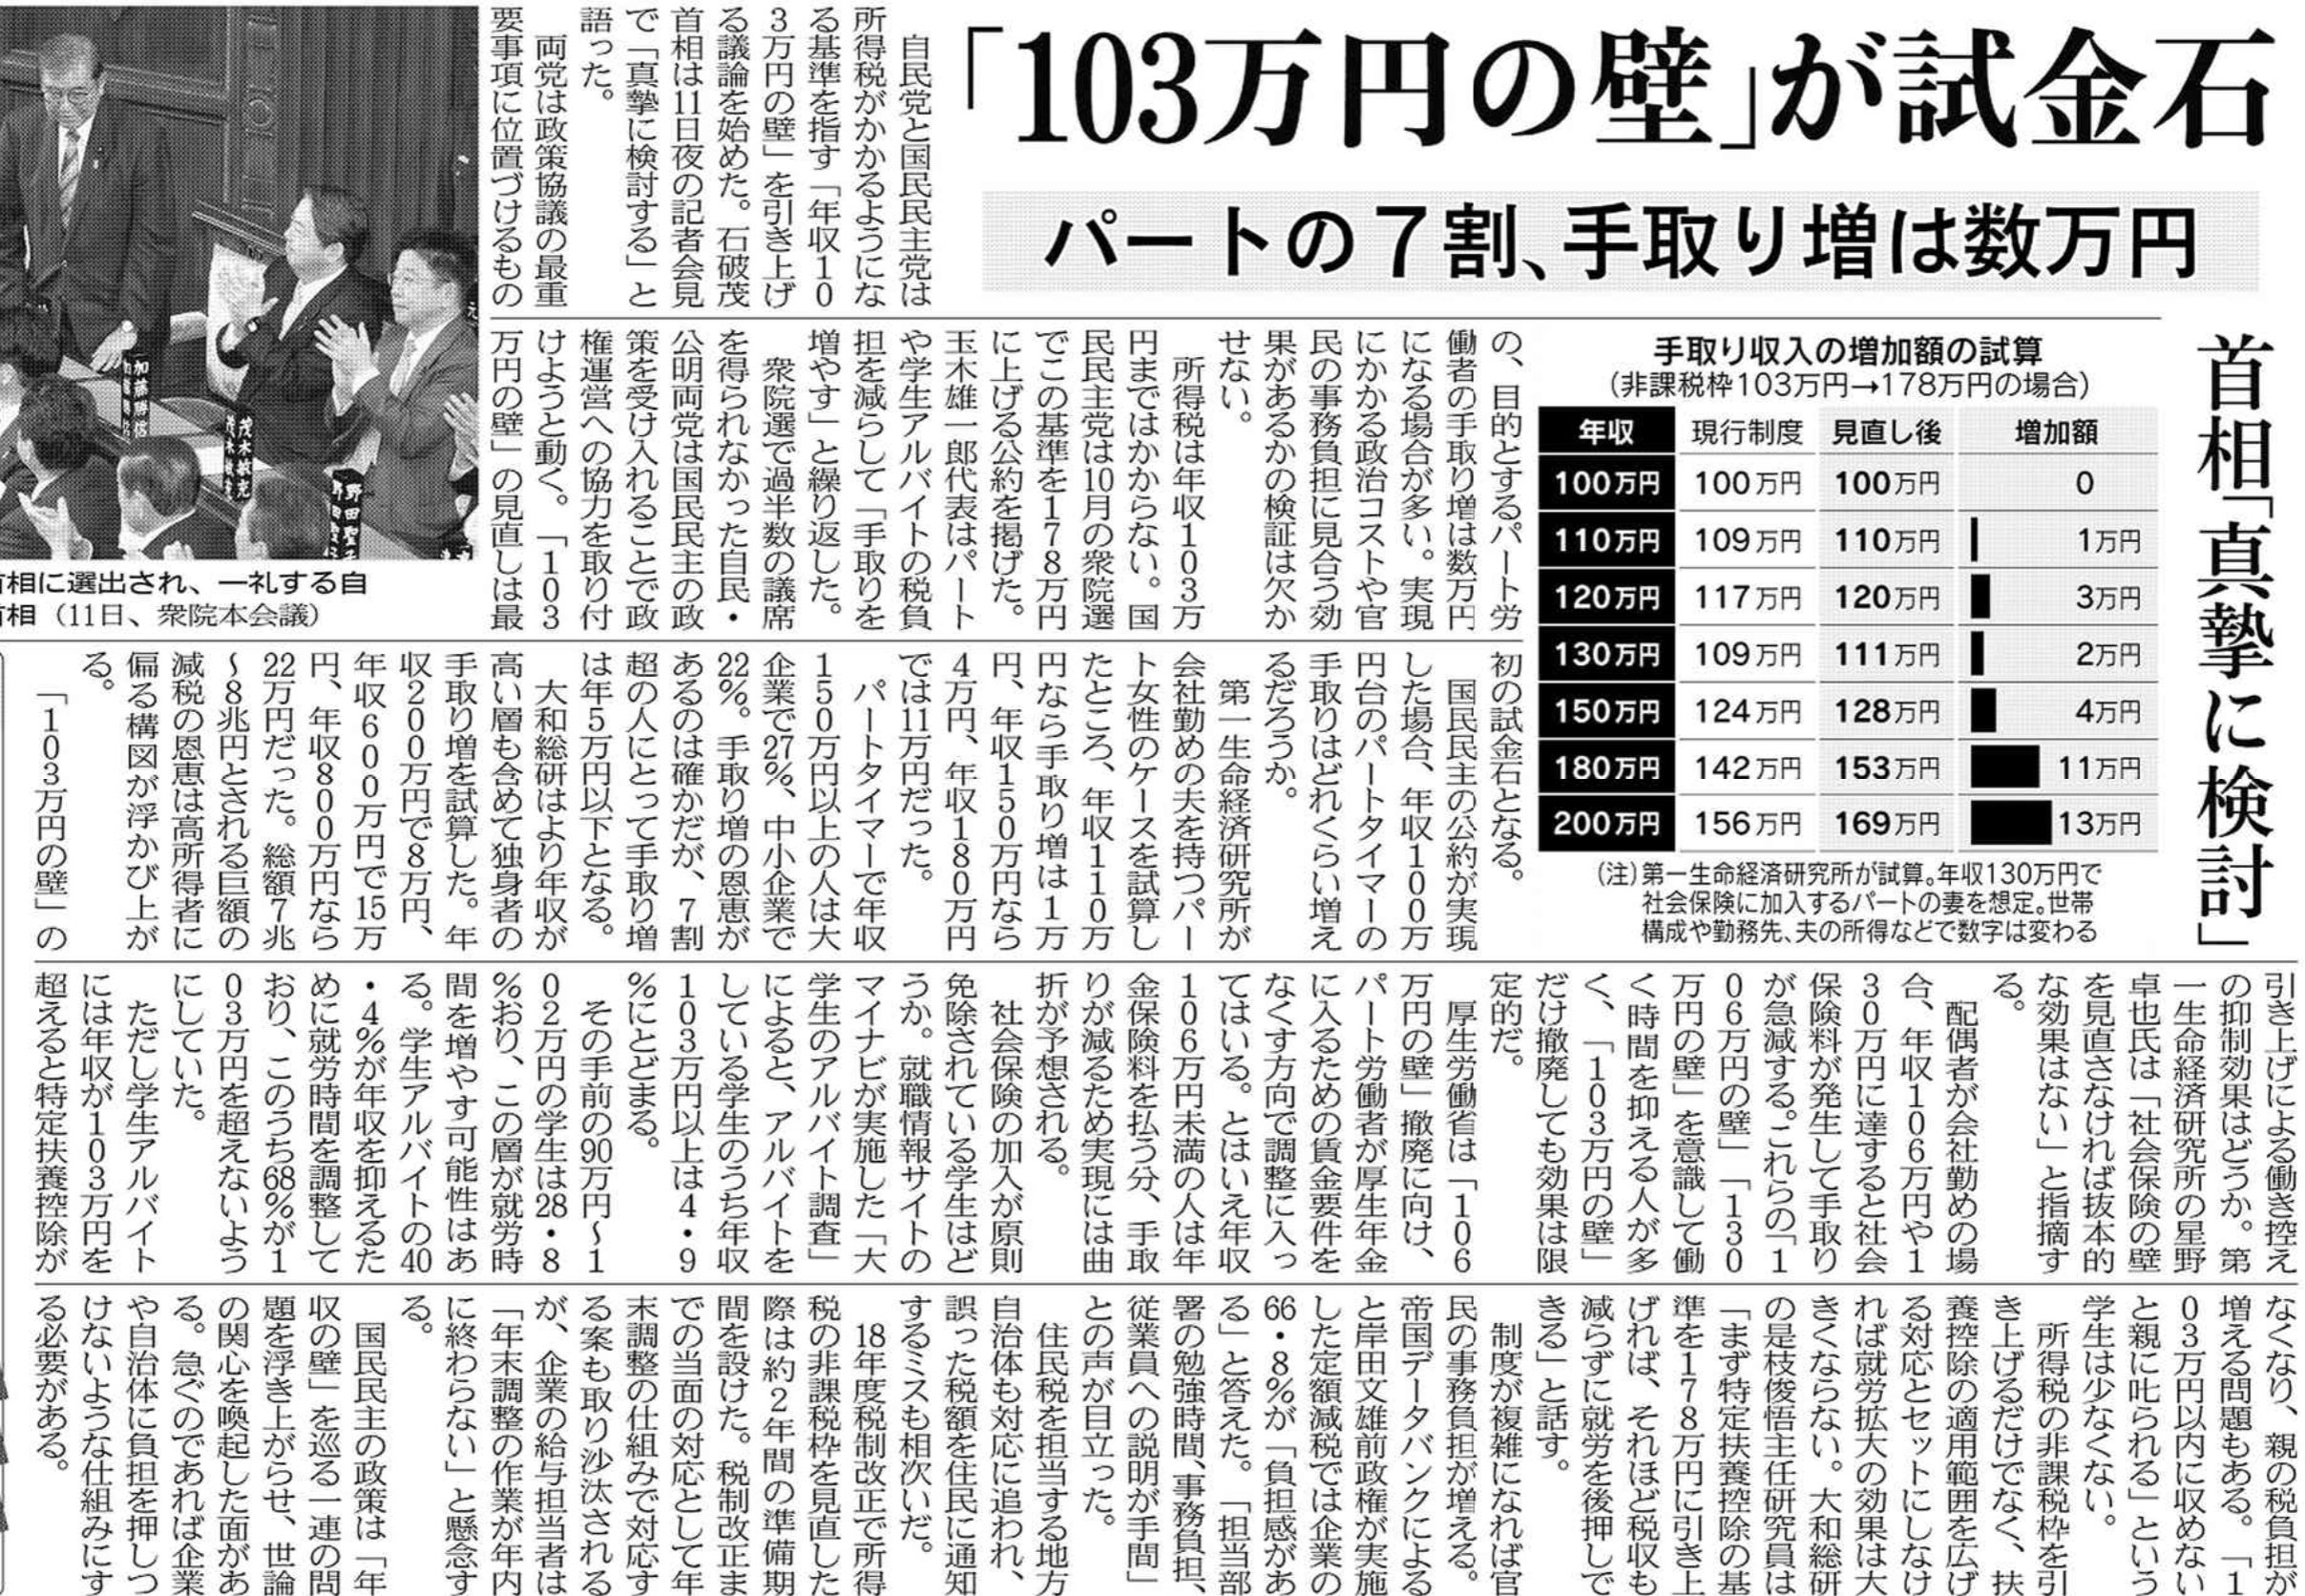 「103万円の壁」が試金石
パートの7割、手取り増は数万円
首相「真摯に検討」
自民党と国民民主党は
所得税がかかるようにな
る基準を指す「年収10
3万円の壁」を引き上げ
る議論を始めた。石破茂
首相は11日夜の記者会見
で「真摯に検討する」と
語った。
両党は政策協議の最重
要事項に位置づけるもの
の、目的とするパート労
働者の手取り増は数万円
になる場合が多い。実現
にかかる政治コストや官
民の事務負担に見合う効
果があるかの検証は欠か
せない。
所得税は年収103万
円まではかからない。国
民民主党は10月の衆院選
でこの基準を178万円
に上げる公約を掲げた。
玉木雄一郎代表はパート
や学生アルバイトの税負
担を減らして「手取りを
増やす」と繰り返した。
衆院選で過半数の議席
を得られなかった自民・
公明両党は国民民主の政
策を受け入れることで政
権運営への協力を取り付
けようと動く。「103
万円の壁」の見直しは最
初の試金石となる。
国民民主の公約が実現
した場合、年収100万
円台のパートタイマーの
手取りはどれくらい増え
るだろうか。
第一生命経済研究所が
会社勤めの夫を持つパー
ト女性のケースを試算し
たところ、年収110万
円なら手取り増は1万
円、年収150万円なら
4万円、年収180万円
では11万円だった。
パートタイマーで年収
150万円以上の人は大
企業で27%、中小企業で
22%。手取り増の恩恵が
あるのは確かだが、7割
超の人にとって手取り増
は年5万円以下となる。
大和総研はより年収が
高い層も含めて独身者の
手取り増を試算した。年
収200万円で8万円、
年収600万円で15万
円、年収800万円なら
22万円だった。総額7兆
~8兆円とされる巨額の
減税の恩恵は高所得者に
偏る構図が浮かび上が
る。
「103万円の壁」の
引き上げによる働き控え
の抑制効果はどうか。第
一生命経済研究所の星野
卓也氏は「社会保険の壁
を見直さなければ抜本的
な効果はない」と指摘す
る。
配偶者が会社勤めの場
合、年収106万円や1
30万円に達すると社会
保険料が発生して手取り
が急減する。これらの「1
06万円の壁」「130
万円の壁」を意識して働
く時間を抑える人が多
く、「103万円の壁」
だけ撤廃しても効果は限
定的だ。
厚生労働省は「106
万円の壁」撤廃に向け、
パート労働者が厚生年金
に入るための賃金要件を
なくす方向で調整に入っ
てはいる。とはいえ年収
106万円未満の人は年
金保険料を払う分、手取
りが減るため実現には曲
折が予想される。
社会保険の加入が原則
免除されている学生はど
うか。就職情報サイトの
マイナビが実施した「大
学生のアルバイト調査」
によると、アルバイトを
している学生のうち年収
103万円以上は4・9
%にとどまる。
その手前の90万円~1
02万円の学生は28・8
%おり、この層が就労時
間を増やす可能性はあ
る。学生アルバイトの40
・4%が年収を抑えるた
めに就労時間を調整して
おり、このうち68%が1
03万円を超えないよう
にしていた。
ただし学生アルバイト
には年収が103万円を
超えると特定扶養控除が
なくなり、親の税負担が
増える問題もある。「1
03万円以内に収めない
と親に叱られる」という
学生は少なくない。
所得税の非課税枠を引
き上げるだけでなく、扶
養控除の適用範囲を広げ
る対応とセットにしなけ
れば就労拡大の効果は大
きくならない。大和総研
の是枝俊悟主任研究員は
「まず特定扶養控除の基
準を178万円に引き上
げれば、それほど税収も
減らずに就労を後押しで
きる」と話す。
制度が複雑になれば官
民の事務負担が増える。
帝国データバンクによる
と岸田文雄前政権が実施
した定額減税では企業の
66・8%が「負担感があ
る」と答えた。「担当部
署の勉強時間、事務負担、
従業員への説明が手間」
との声が目立った。
住民税を担当する地方
自治体も対応に追われ、
誤った税額を住民に通知
するミスも相次いだ。
18年度税制改正で所得
税の非課税枠を見直した
際は約2年間の準備期
間を設けた。税制改正ま
での当面の対応として年
末調整の仕組みで対応す
る案も取り沙汰される
が、企業の給与担当者は
「年末調整の作業が年内
に終わらない」と懸念す
る。
国民民主の政策は「年
収の壁」を巡る一連の問
題を浮き上がらせ、世論
の関心を喚起した面があ
る。急ぐのであれば企業
や自治体に負担を押しつ
けないような仕組みにす
る必要がある。
手取り収入の増加額の試算
(非課税枠103万円→178万円の場合)
年収 現行制度 見直し後 増加額
100万円 100万円 100万円 0
110万円 109万円 110万円 1万円
120万円 117万円 120万円 3万円
130万円 109万円 111万円 2万円
150万円 124万円 128万円 4万円
180万円 142万円 153万円 11万円
200万円 156万円 169万円 13万円
(注)第一生命経済研究所が試算。年収130万円で
社会保険に加入するパートの妻を想定。世帯
構成や勤務先、夫の所得などで数字は変わる
加藤勝信
茂木敏充
野田聖子
首相に選出され、一礼する自
首相(11日、衆院本会議)